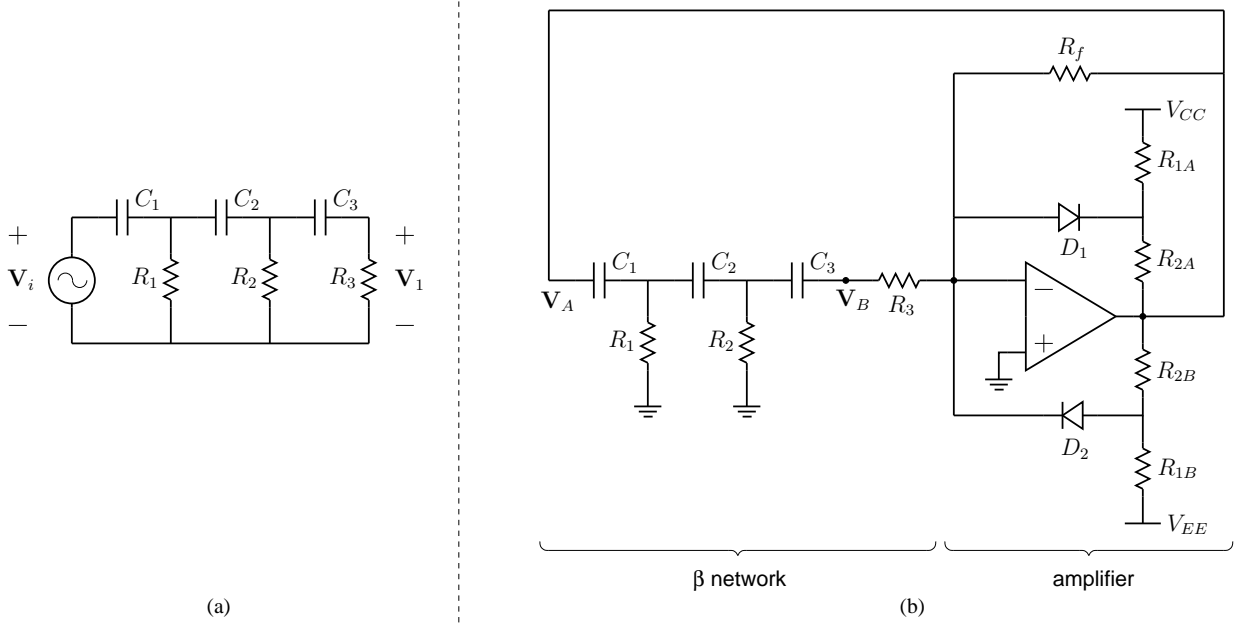 R_f
V_CC
R_1A
C_1 C_2 C_3
+ +
D_1
R_2A
V_i R_1 R_2 R_3 V_1
C_1 C_2 C_3
− −
V_A V_B R_3
−
+
R_1 R_2
R_2B
D_2
R_1B
V_EE
β network amplifier
(a) (b)